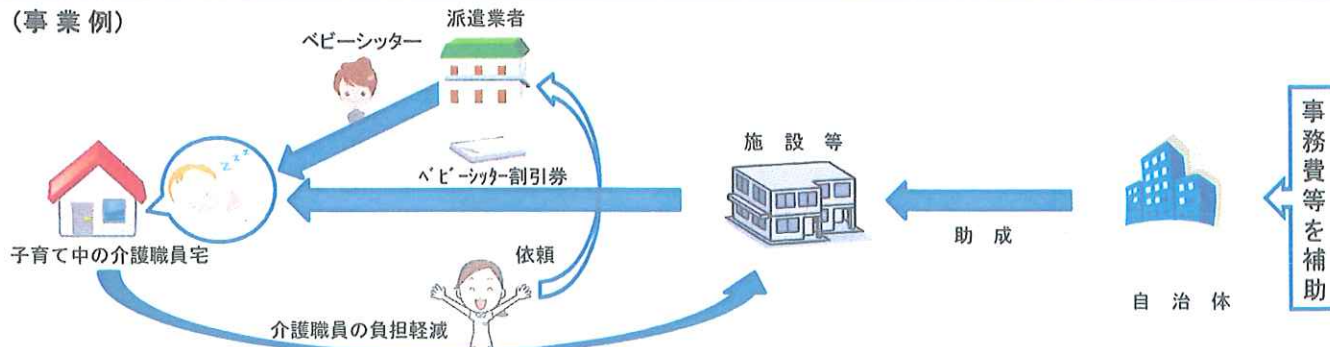 (事業例)
派遣業者
ベビーシッター
施設等
ベビーシッター割引券
事務費等を補助
助成
子育て中の介護職員宅
依頼
自治体
介護職員の負担軽減
zzz